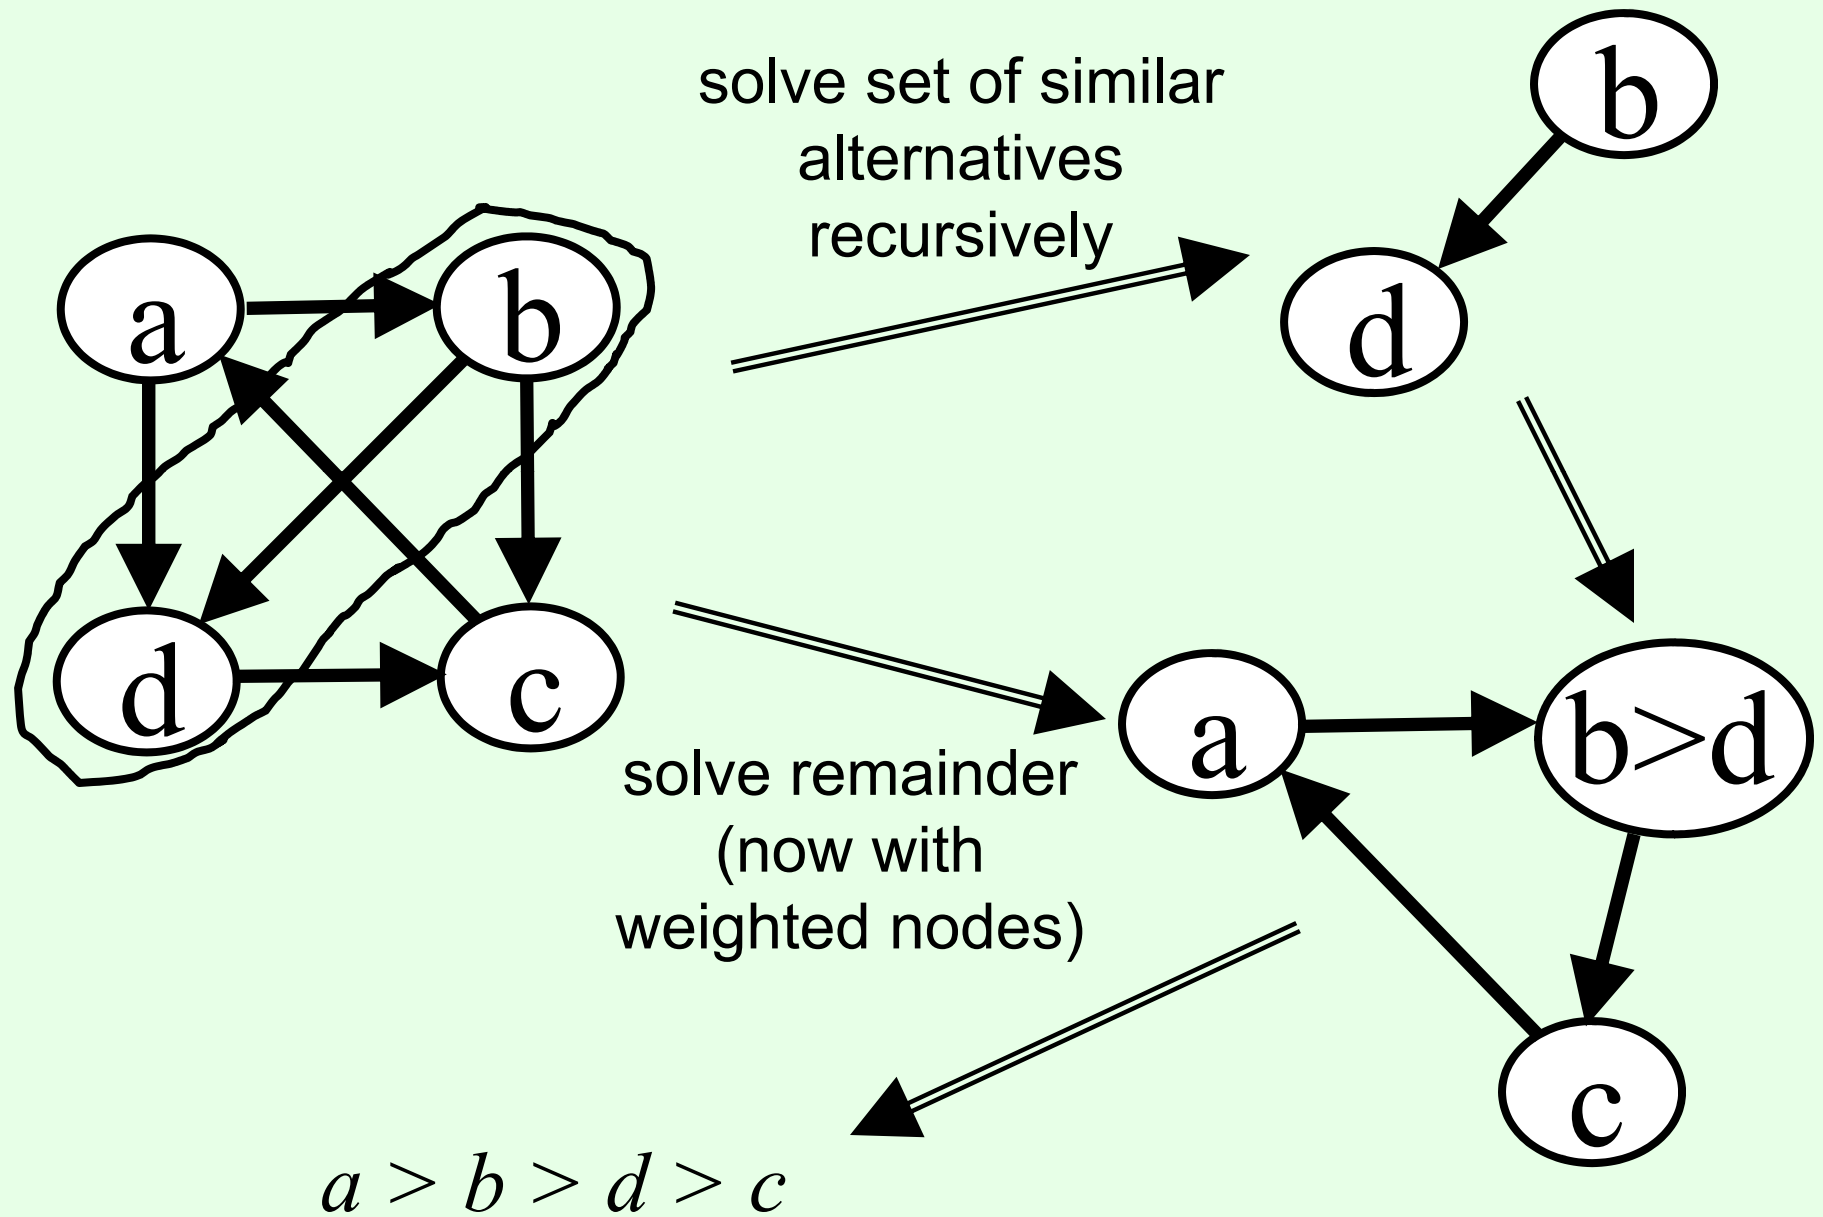 solve set of similar
alternatives
recursively
b
d
a
b
d
c
solve remainder
(now with
weighted nodes)
a
b>d
c
a > b > d > c